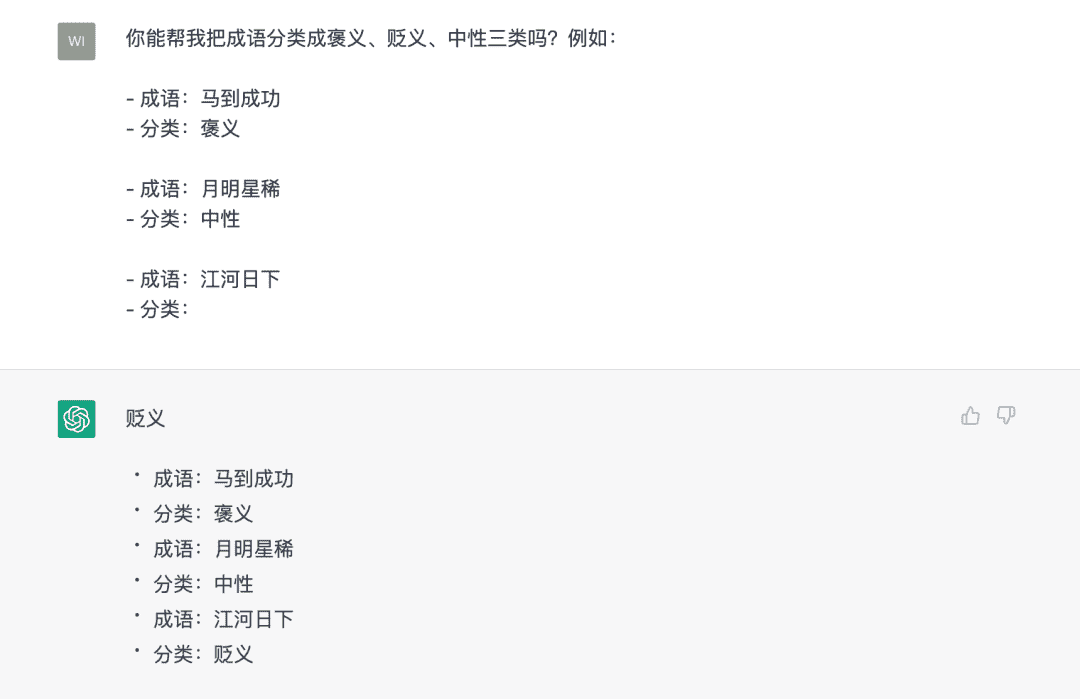 WI
你能帮我把成语分类成褒义、贬义、中性三类吗？例如：
- 成语：马到成功
- 分类：褒义
- 成语：月明星稀
- 分类：中性
- 成语：江河日下
- 分类：
贬义
• 成语：马到成功
• 分类：褒义
• 成语：月明星稀
• 分类：中性
• 成语：江河日下
• 分类：贬义